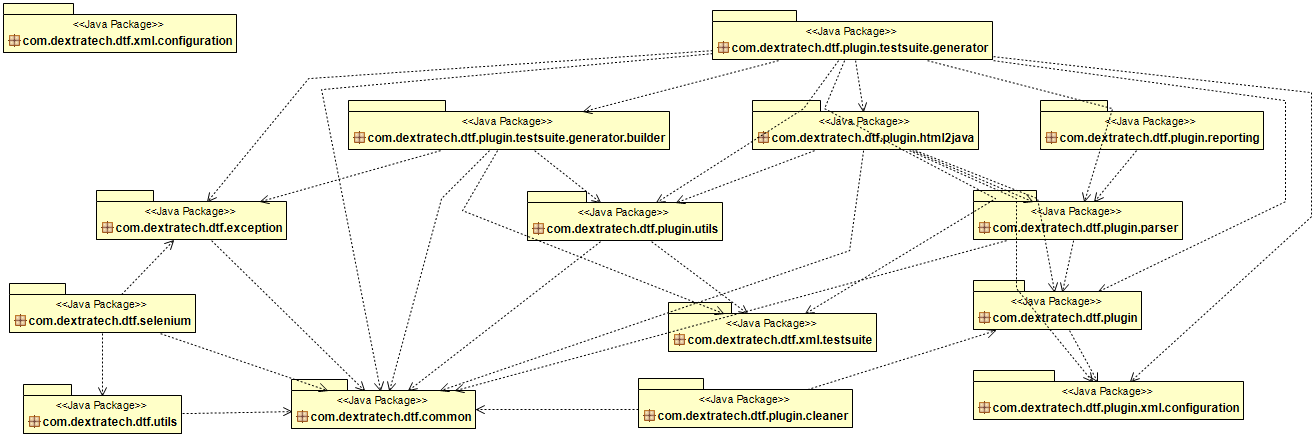 <<Java Package>>
com.dextratech.dtf.xml.configuration
<<Java Package>>
com.dextratech.dtf.plugin.testsuite.generator
<<Java Package>>
com.dextratech.dtf.plugin.testsuite.generator.builder
<<Java Package>>
com.dextratech.dtf.plugin.html2java
<<Java Package>>
com.dextratech.dtf.plugin.reporting
<<Java Package>>
com.dextratech.dtf.exception
<<Java Package>>
com.dextratech.dtf.plugin.utils
<<Java Package>>
com.dextratech.dtf.plugin.parser
<<Java Package>>
com.dextratech.dtf.selenium
<<Java Package>>
com.dextratech.dtf.xml.testsuite
<<Java Package>>
com.dextratech.dtf.plugin
<<Java Package>>
com.dextratech.dtf.utils
<<Java Package>>
com.dextratech.dtf.common
<<Java Package>>
com.dextratech.dtf.plugin.cleaner
<<Java Package>>
com.dextratech.dtf.plugin.xml.configuration